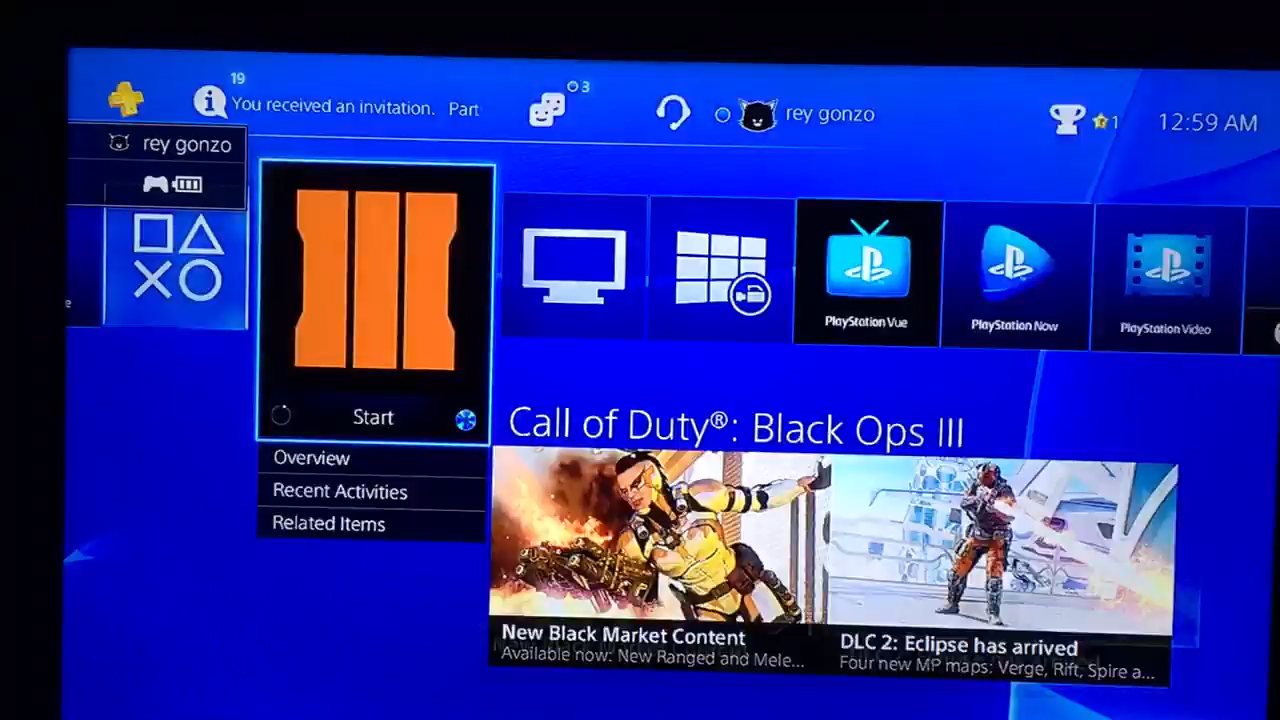 19
You received an invitation. Part
3
rey gonzo
1
12:59 AM
rey gonzo
PlayStation Vue
PlayStation Now
PlayStation Video
Start
Call of Duty®: Black Ops III
Overview
Recent Activities
Related Items
New Black Market Content
Available now: New Ranged and Mele...
DLC 2: Eclipse has arrived
Four new MP maps: Verge, Rift, Spire a...